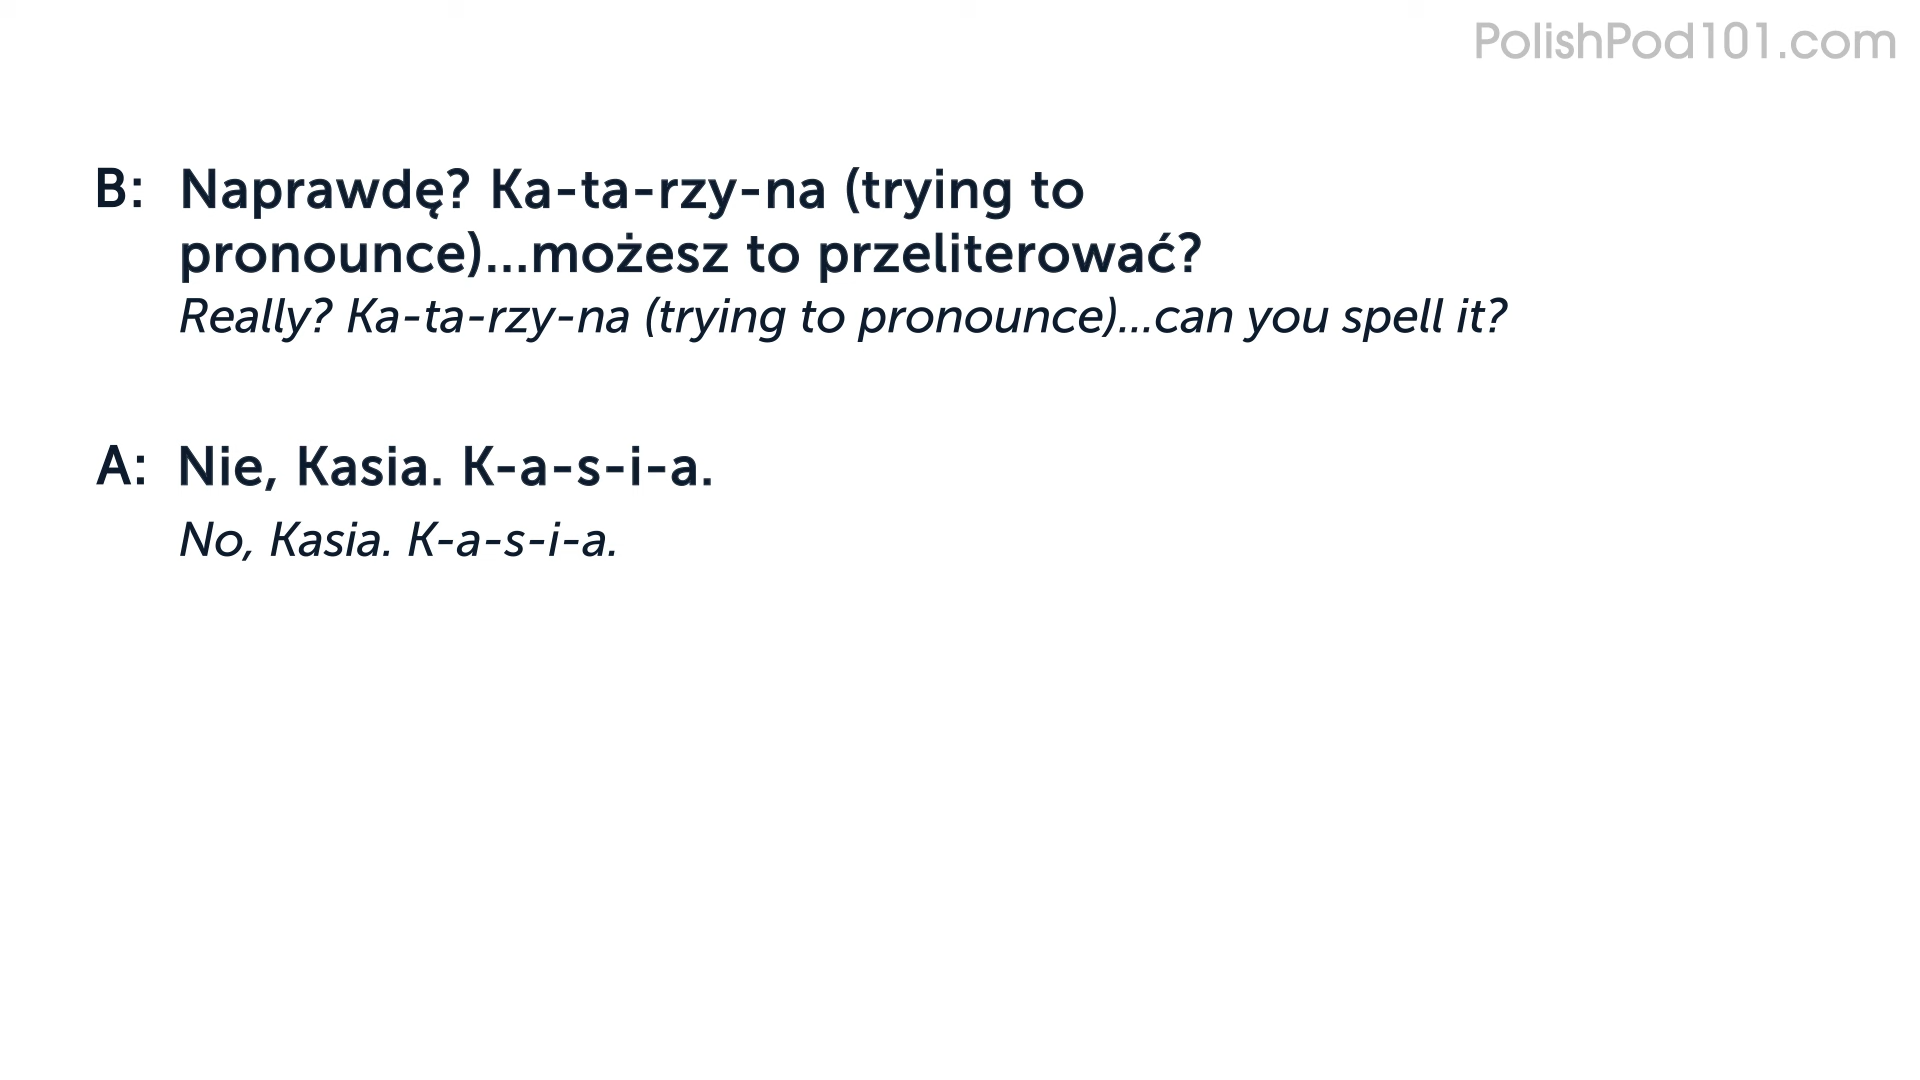 PolishPod101.com
B: Naprawdę? Ka-ta-rzy-na (trying to
pronounce)...możesz to przeliterować?
Really? Ka-ta-rzy-na (trying to pronounce)...can you spell it?
A: Nie, Kasia. K-a-s-i-a.
No, Kasia. K-a-s-i-a.